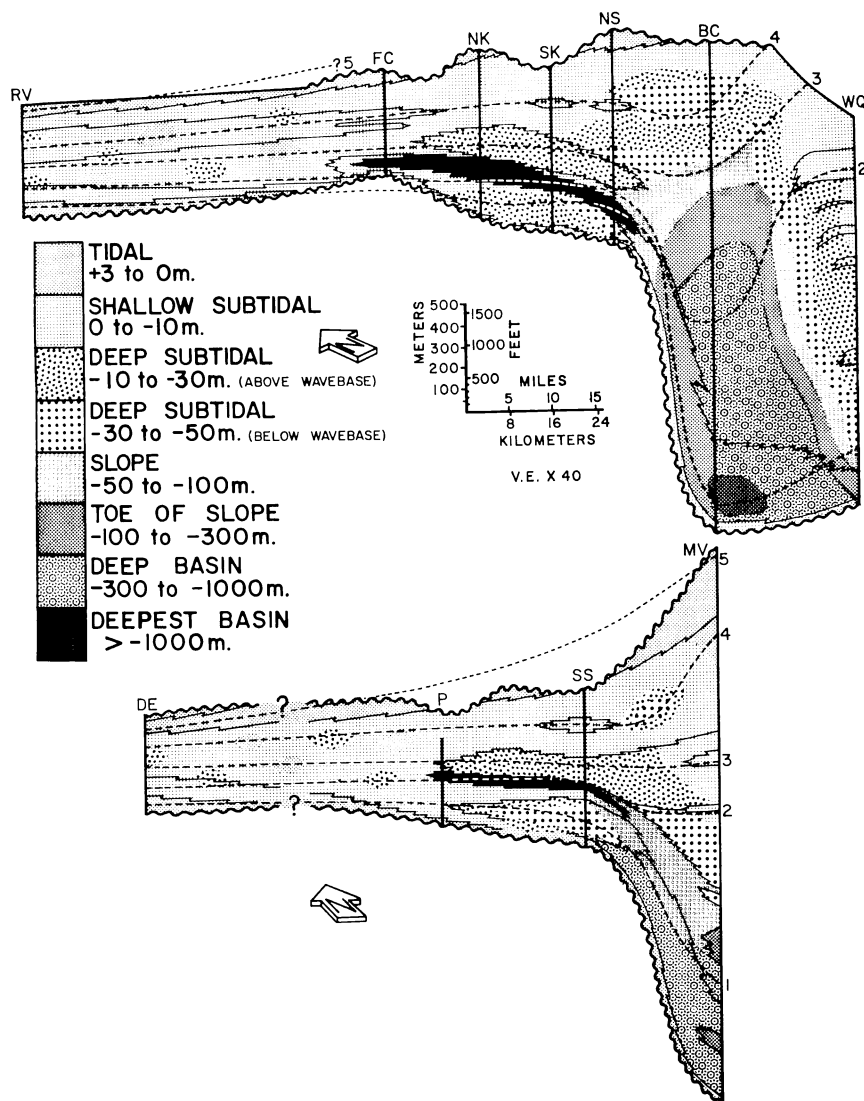 NS
BC
4
NK
?5
FC
SK
3
RV
WQ
2
TIDAL
+3 to 0m.
SHALLOW SUBTIDAL
0 to -10m.
DEEP SUBTIDAL
-10 to -30m. (ABOVE WAVEBASE)
DEEP SUBTIDAL
-30 to -50m. (BELOW WAVEBASE)
SLOPE
-50 to -100m.
TOE OF SLOPE
-100 to -300m.
DEEP BASIN
-300 to -1000m.
DEEPEST BASIN
>-1000m.
N
METERS
500
400
300
200
100
1500
1000
500
FEET
MILES
5 10 15
8 16 24
KILOMETERS
V.E. X 40
MV
5
4
SS
DE
?
P
3
2
?
N
1